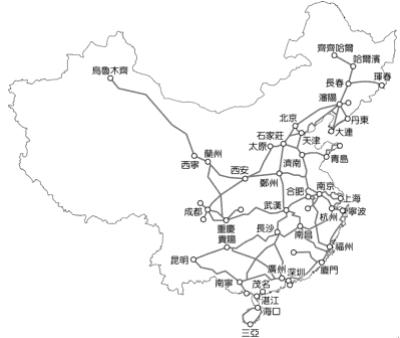 齊齊哈爾
哈爾濱
烏魯木齊
長春
琿春
瀋陽
北京
丹東
石家莊
天津
大連
太原
蘭州
西寧
濟南
青島
西安
鄭州
合肥
南京
上海
成都
武漢
杭州
寧波
重慶
長沙
南昌
貴陽
福州
昆明
廣州
深圳
廈門
南寧
茂名
湛江
海口
三亞